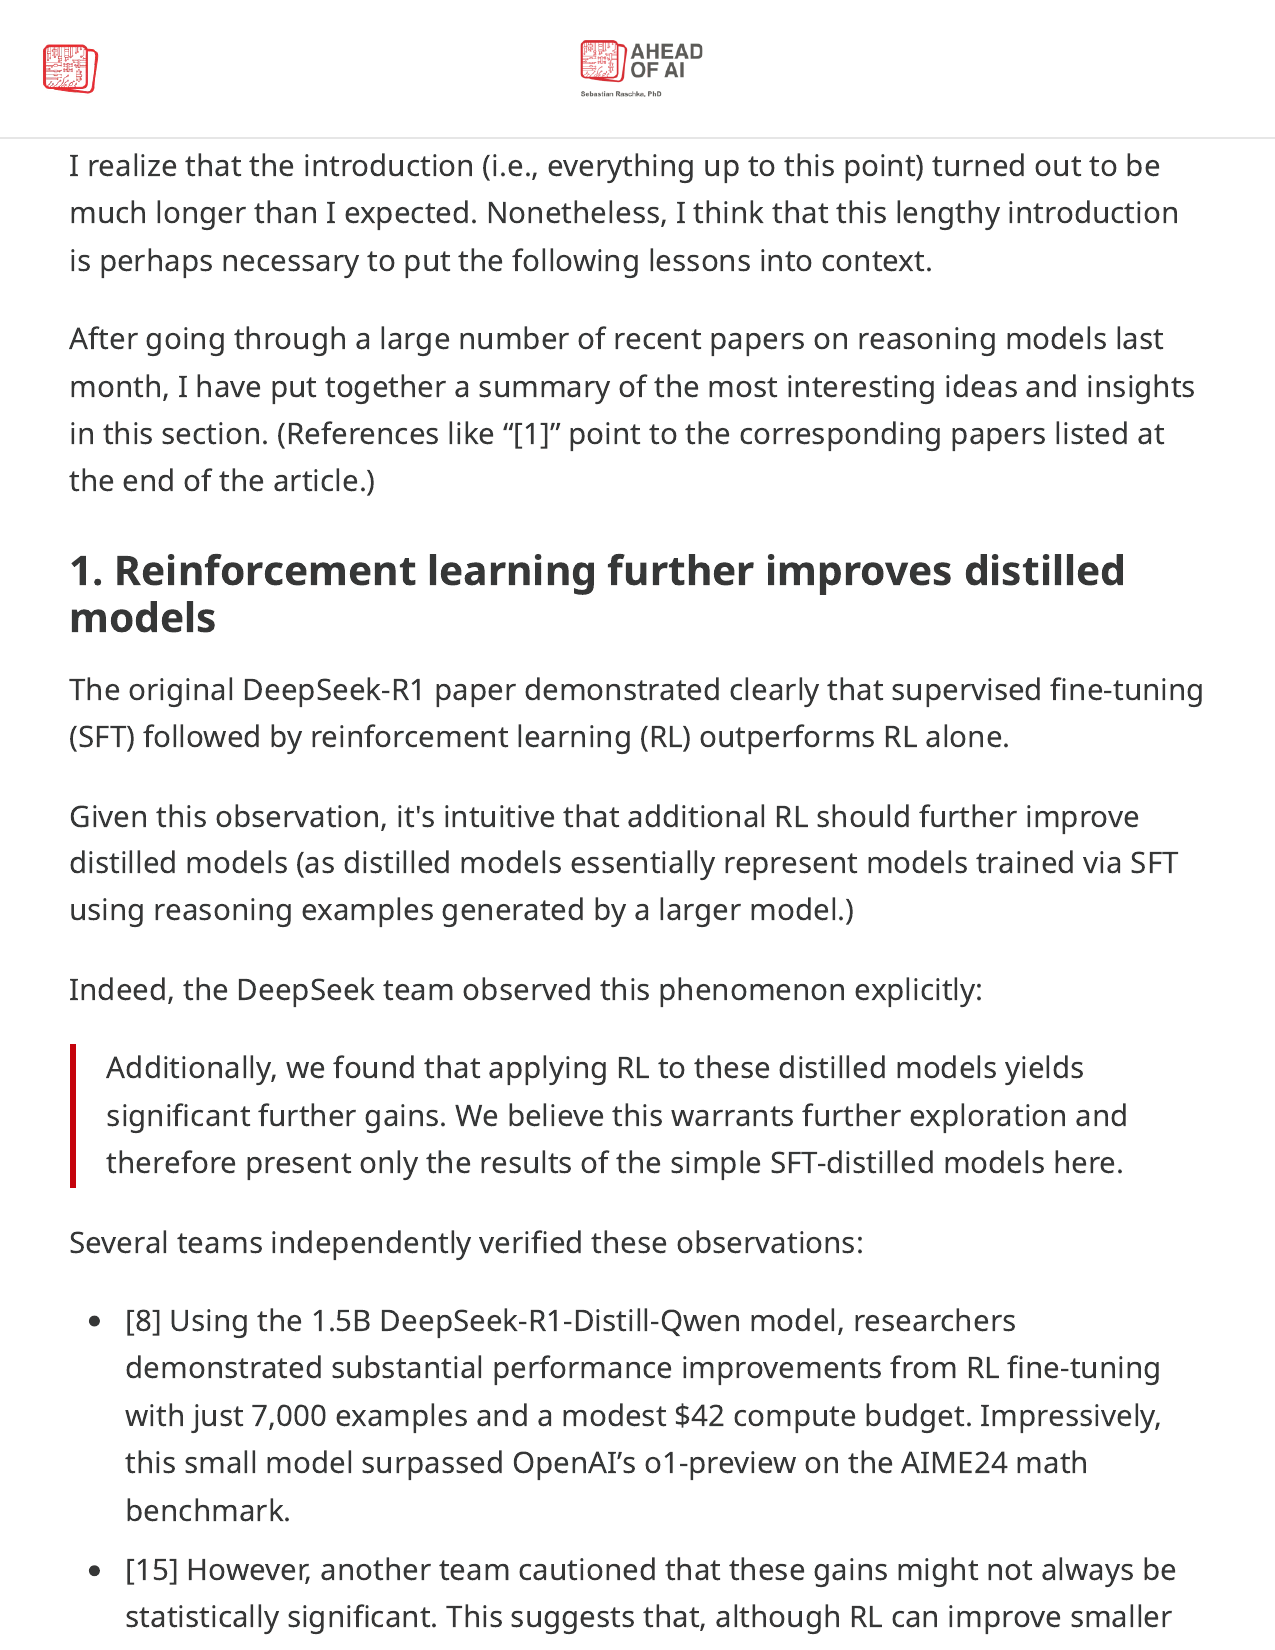 AHEAD
OF AI
Sebastian Raschka, PhD
I realize that the introduction (i.e., everything up to this point) turned out to be
much longer than I expected. Nonetheless, I think that this lengthy introduction
is perhaps necessary to put the following lessons into context.
After going through a large number of recent papers on reasoning models last
month, I have put together a summary of the most interesting ideas and insights
in this section. (References like “[1]” point to the corresponding papers listed at
the end of the article.)
1. Reinforcement learning further improves distilled
models
The original DeepSeek-R1 paper demonstrated clearly that supervised fine-tuning
(SFT) followed by reinforcement learning (RL) outperforms RL alone.
Given this observation, it's intuitive that additional RL should further improve
distilled models (as distilled models essentially represent models trained via SFT
using reasoning examples generated by a larger model.)
Indeed, the DeepSeek team observed this phenomenon explicitly:
Additionally, we found that applying RL to these distilled models yields
significant further gains. We believe this warrants further exploration and
therefore present only the results of the simple SFT-distilled models here.
Several teams independently verified these observations:
• [8] Using the 1.5B DeepSeek-R1-Distill-Qwen model, researchers
demonstrated substantial performance improvements from RL fine-tuning
with just 7,000 examples and a modest $42 compute budget. Impressively,
this small model surpassed OpenAI’s o1-preview on the AIME24 math
benchmark.
• [15] However, another team cautioned that these gains might not always be
statistically significant. This suggests that, although RL can improve smaller